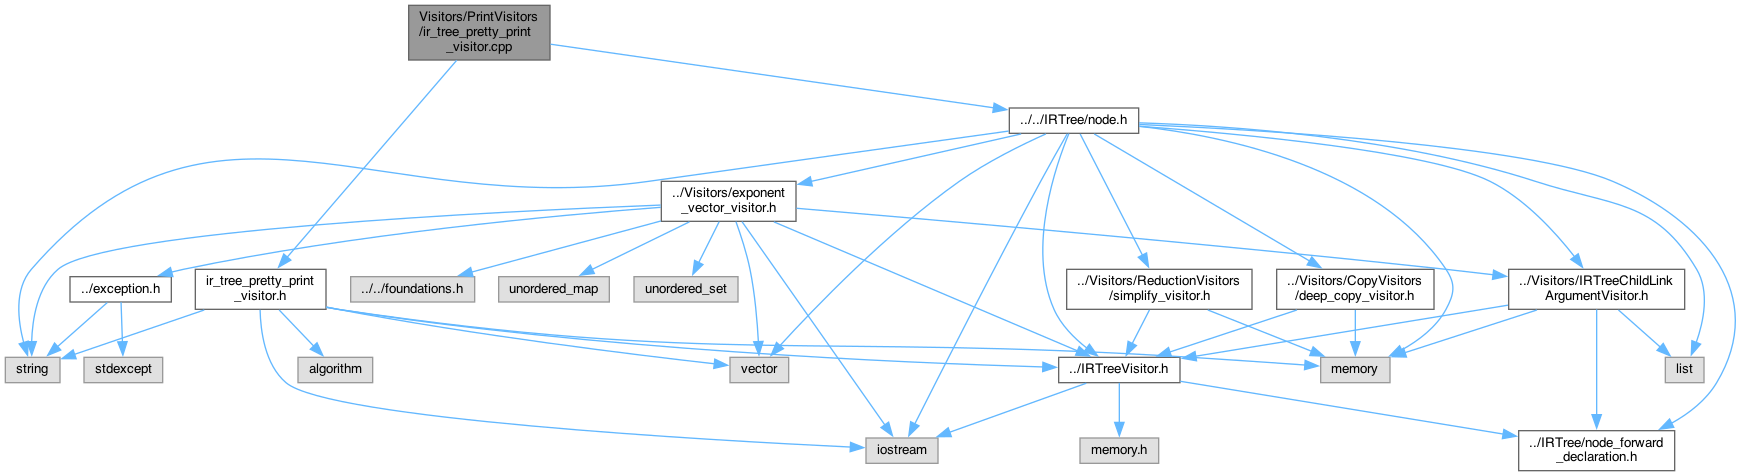 Visitors/PrintVisitors
/ir_tree_pretty_print
_visitor.cpp
../../IRTree/node.h
../Visitors/exponent
_vector_visitor.h
../exception.h
ir_tree_pretty_print
_visitor.h
../../foundations.h
unordered_map
unordered_set
../Visitors/ReductionVisitors
/simplify_visitor.h
../Visitors/CopyVisitors
/deep_copy_visitor.h
../Visitors/IRTreeChildLink
ArgumentVisitor.h
string
stdexcept
algorithm
vector
../IRTreeVisitor.h
memory
list
iostream
memory.h
../IRTree/node_forward
_declaration.h